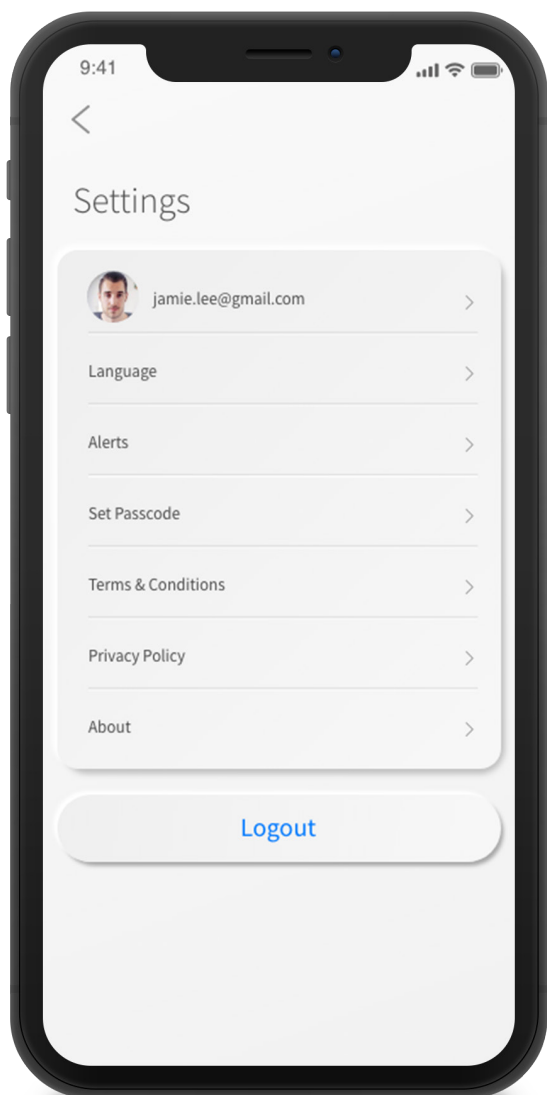 9:41
Settings
jamie.lee@gmail.com
Language
Alerts
Set Passcode
Terms & Conditions
Privacy Policy
About
Logout